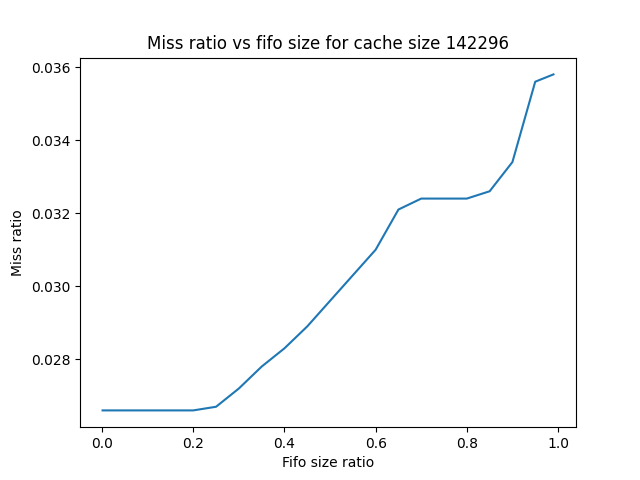 Miss ratio vs fifo size for cache size 142296
0.036
0.034
0.032
0.030
0.028
Miss ratio
0.0 0.2 0.4 0.6 0.8 1.0
Fifo size ratio